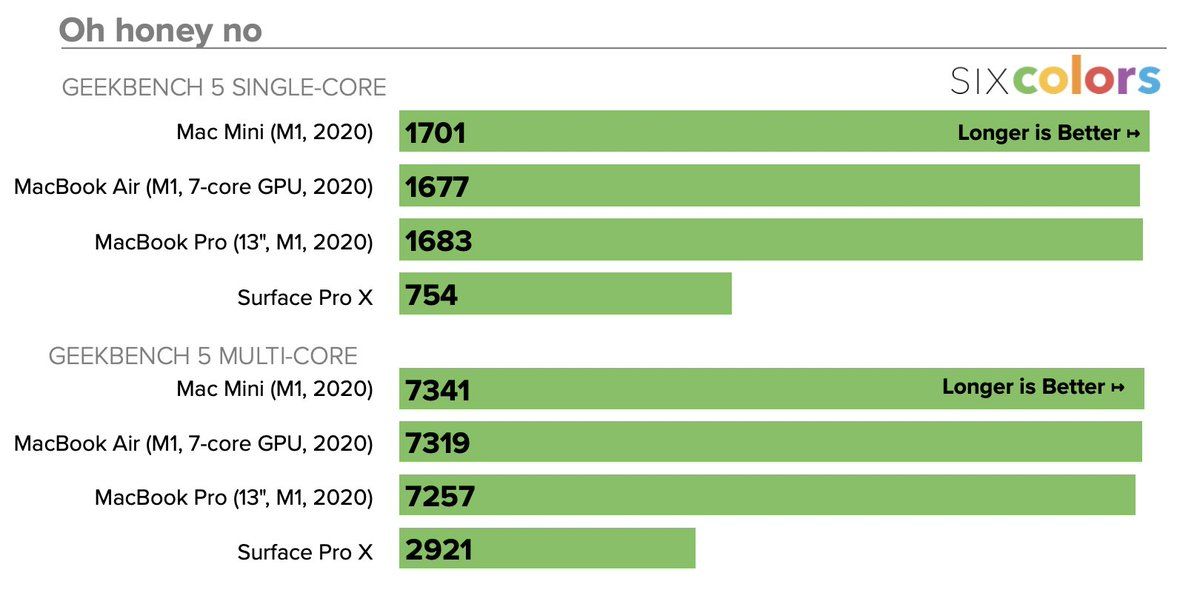 Oh honey no
SIXcolors
GEEKBENCH 5 SINGLE-CORE
Mac Mini (M1, 2020) 1701 Longer is Better ↦
MacBook Air (M1, 7-core GPU, 2020) 1677
MacBook Pro (13", M1, 2020) 1683
Surface Pro X 754
GEEKBENCH 5 MULTI-CORE
Mac Mini (M1, 2020) 7341 Longer is Better ↦
MacBook Air (M1, 7-core GPU, 2020) 7319
MacBook Pro (13", M1, 2020) 7257
Surface Pro X 2921